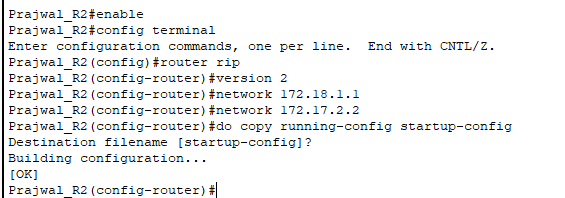 Prajwal_R2#enable
Prajwal_R2#config terminal
Enter configuration commands, one per line.  End with CNTL/Z.
Prajwal_R2(config)#router rip
Prajwal_R2(config-router)#version 2
Prajwal_R2(config-router)#network 172.18.1.1
Prajwal_R2(config-router)#network 172.17.2.2
Prajwal_R2(config-router)#do copy running-config startup-config
Destination filename [startup-config]?
Building configuration...
[OK]
Prajwal_R2(config-router)#